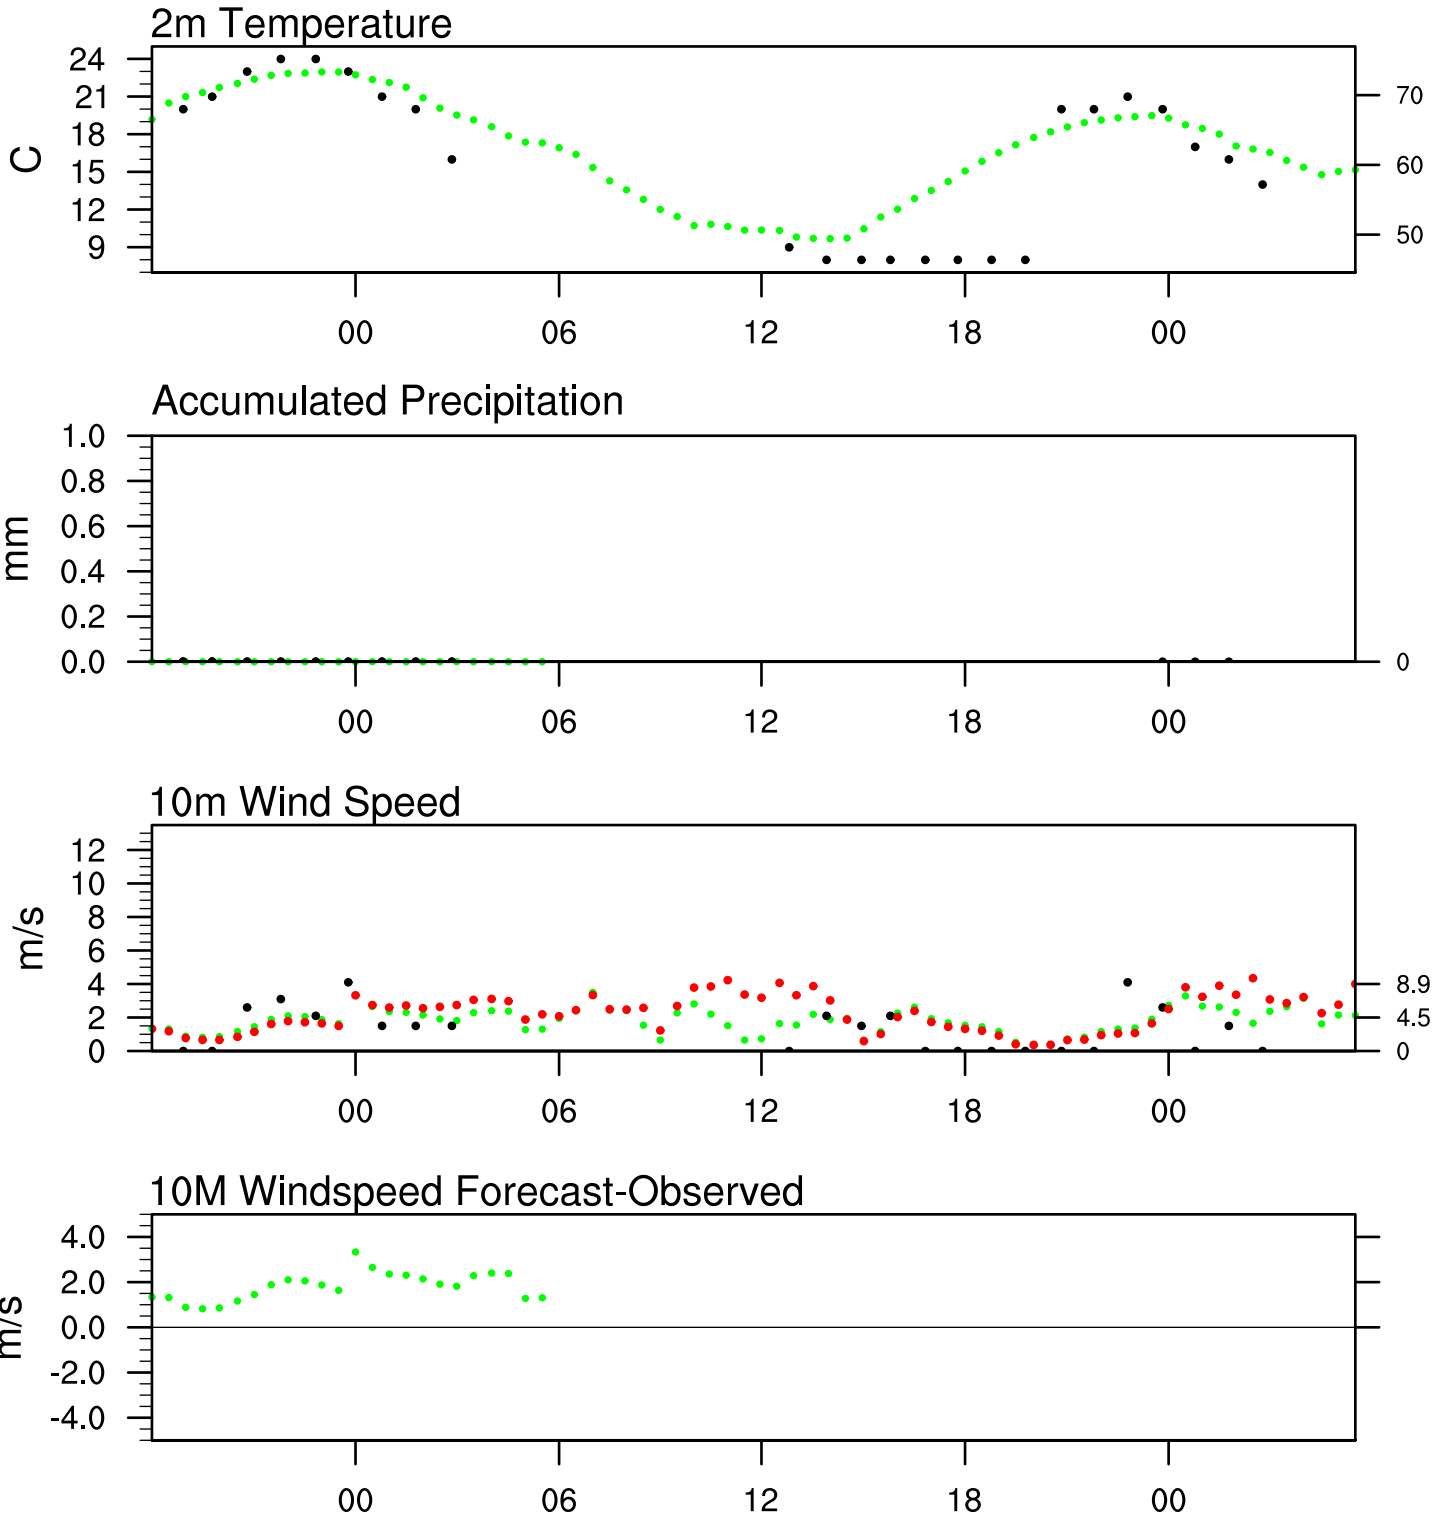 2m Temperature
24
21
18
15
12
9
C
70
60
50
00 06 12 18 00
Accumulated Precipitation
1.0
0.8
0.6
0.4
0.2
0.0
mm
0
00 06 12 18 00
10m Wind Speed
12
10
8
6
4
2
0
m/s
8.9
4.5
0
00 06 12 18 00
10M Windspeed Forecast-Observed
4.0
2.0
0.0
-2.0
-4.0
m/s
00 06 12 18 00